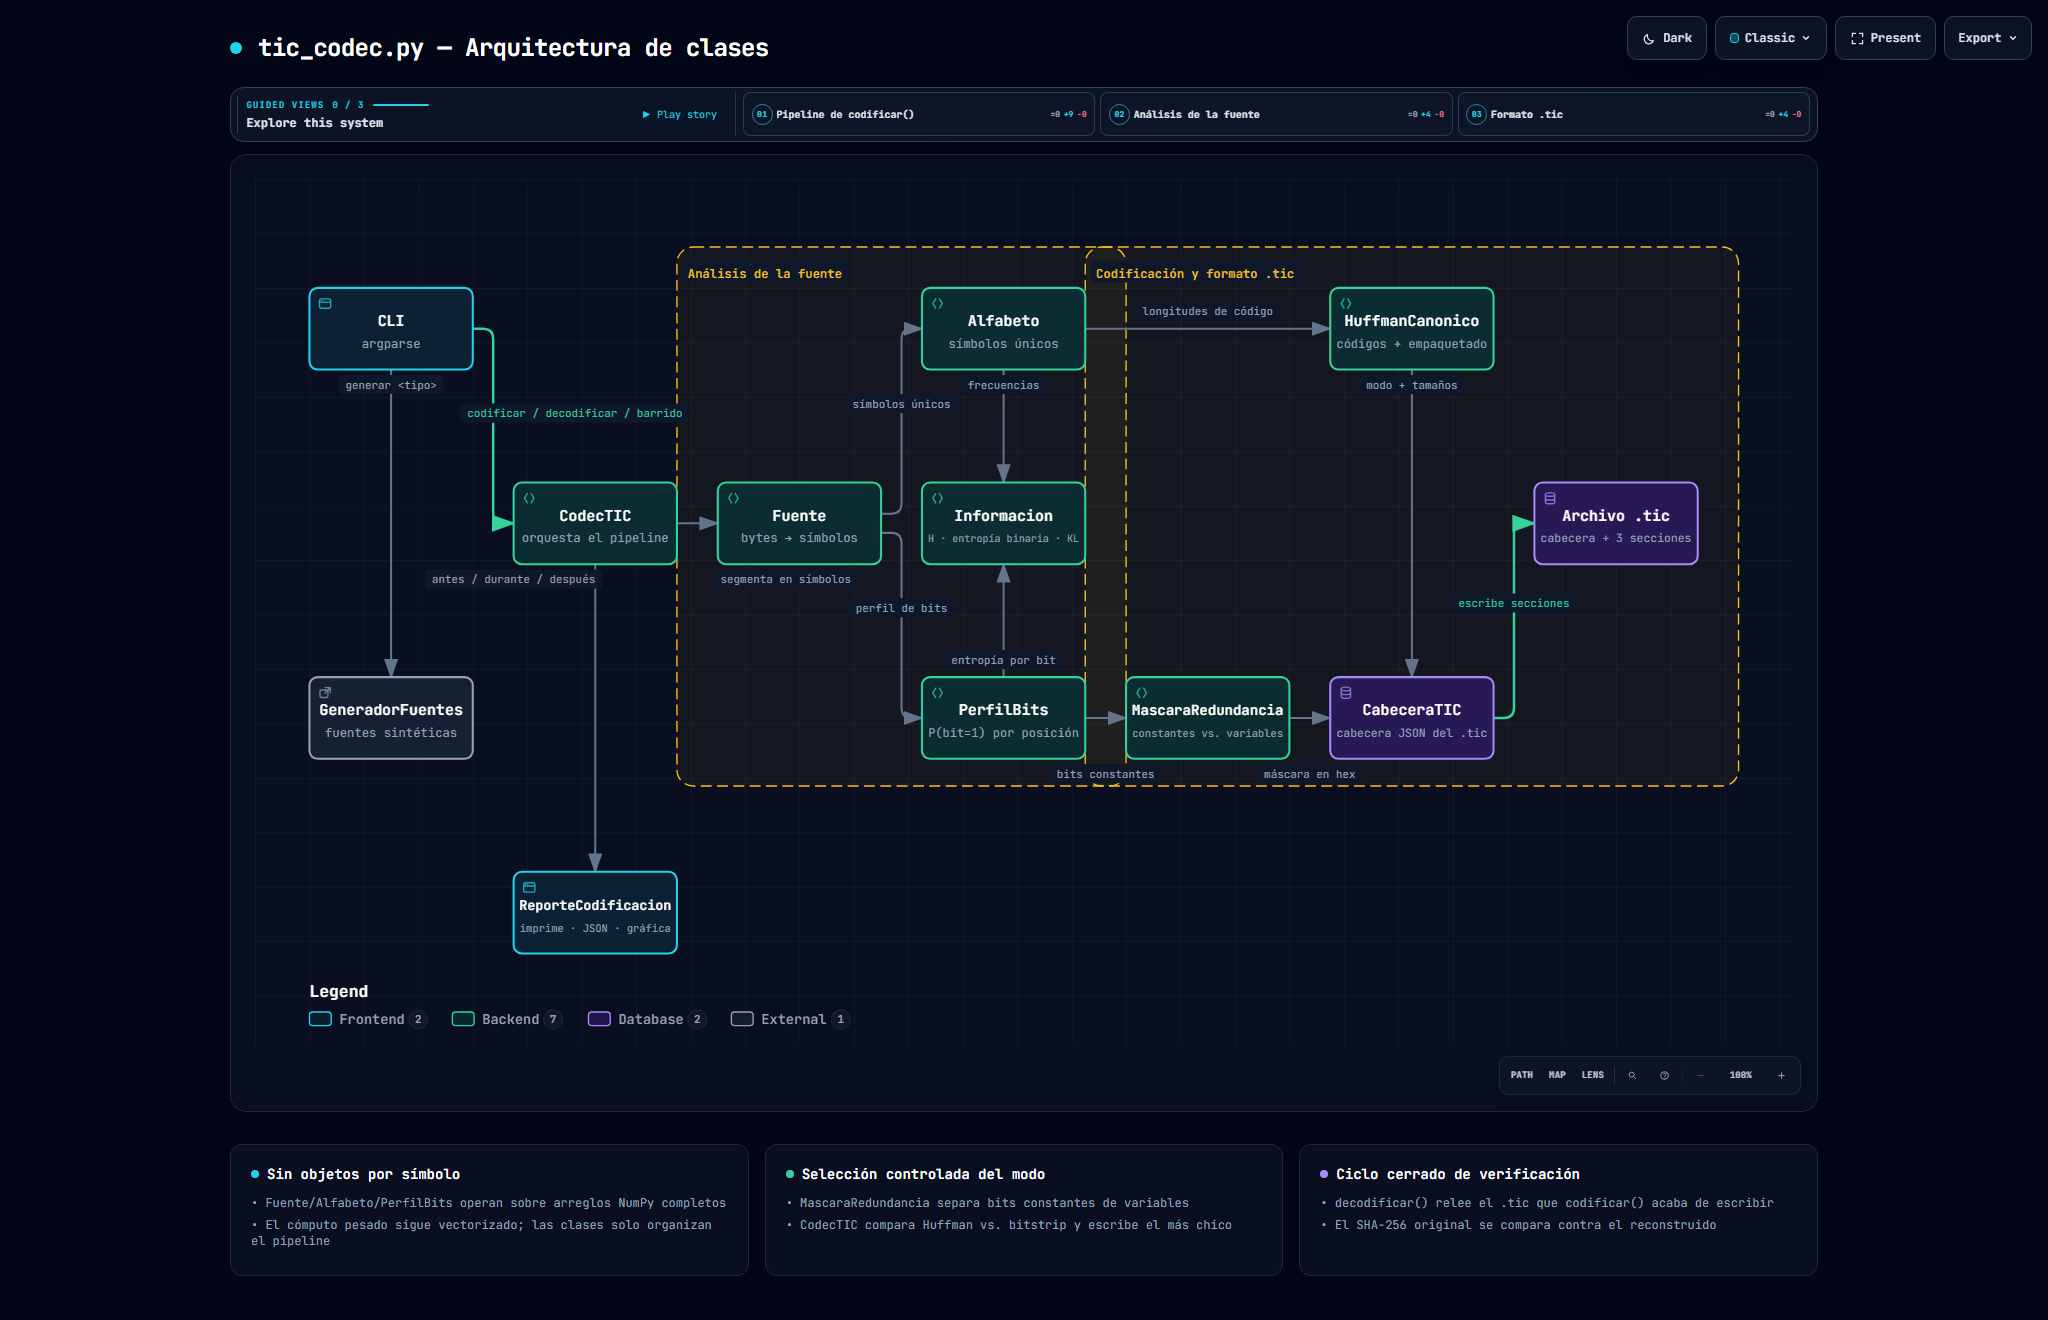 tic_codec.py — Arquitectura de clases
Dark
Classic
Present
Export
GUIDED VIEWS 0 / 3
Explore this system
▶ Play story
01 Pipeline de codificar() =0 +9 -0
02 Análisis de la fuente =0 +4 -0
03 Formato .tic =0 +4 -0
Análisis de la fuente
Codificación y formato .tic
CLI
argparse
Alfabeto
símbolos únicos
longitudes de código
HuffmanCanonico
códigos + empaquetado
generar <tipo>
codificar / decodificar / barrido
símbolos únicos
frecuencias
modo + tamaños
CodecTIC
orquesta el pipeline
Fuente
bytes → símbolos
Informacion
H · entropía binaria · KL
Archivo .tic
cabecera + 3 secciones
antes / durante / después
segmenta en símbolos
perfil de bits
escribe secciones
entropía por bit
GeneradorFuentes
fuentes sintéticas
PerfilBits
P(bit=1) por posición
MascaraRedundancia
constantes vs. variables
CabeceraTIC
cabecera JSON del .tic
bits constantes
máscara en hex
ReporteCodificacion
imprime · JSON · gráfica
Legend
Frontend 2
Backend 7
Database 2
External 1
PATH
MAP
LENS
− 100% +
Sin objetos por símbolo
• Fuente/Alfabeto/PerfilBits operan sobre arreglos NumPy completos
• El cómputo pesado sigue vectorizado; las clases solo organizan
el pipeline
Selección controlada del modo
• MascaraRedundancia separa bits constantes de variables
• CodecTIC compara Huffman vs. bitstrip y escribe el más chico
Ciclo cerrado de verificación
• decodificar() relee el .tic que codificar() acaba de escribir
• El SHA-256 original se compara contra el reconstruido